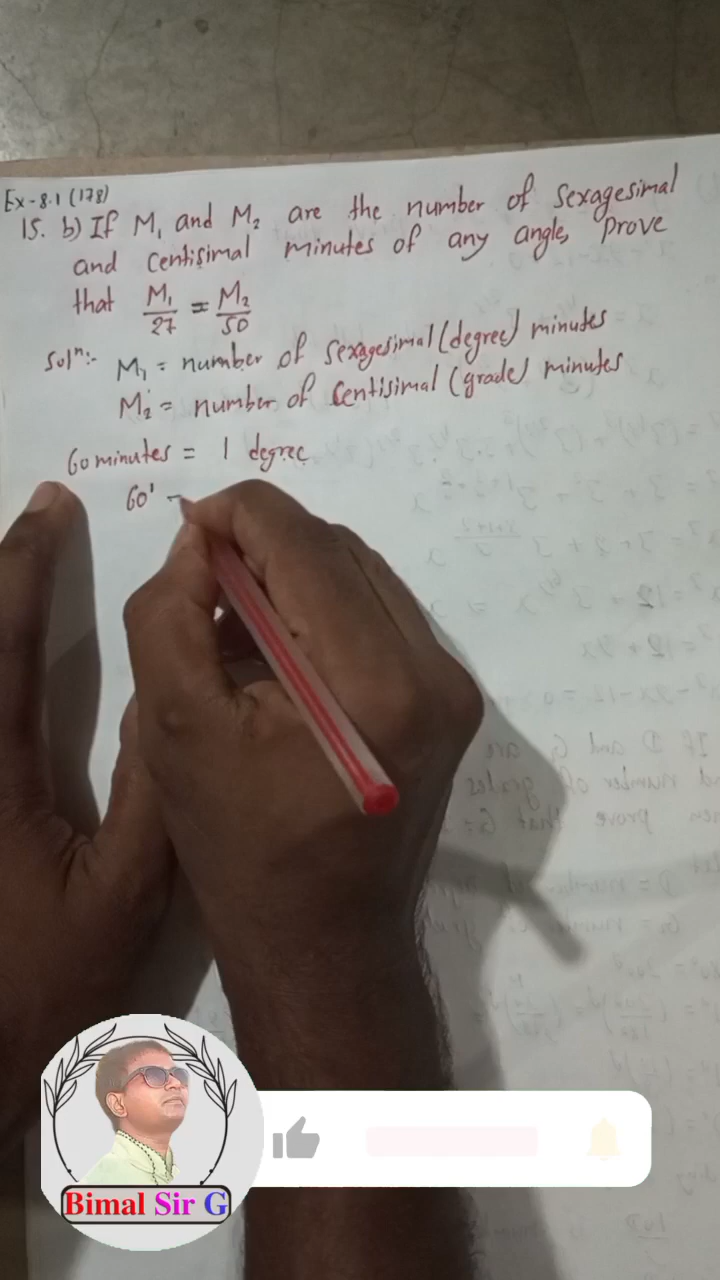 Ex-8.1 (178)
15. b) If M₁ and M₂ are the number of sexagesimal
and centisimal minutes of any angle, prove
that M₁/27 = M₂/50
Solⁿ:- M₁ = number of sexagesimal (degree) minutes
M₂ = number of centisimal (grade) minutes
60 minutes = 1 degree
60' =
Bimal Sir G